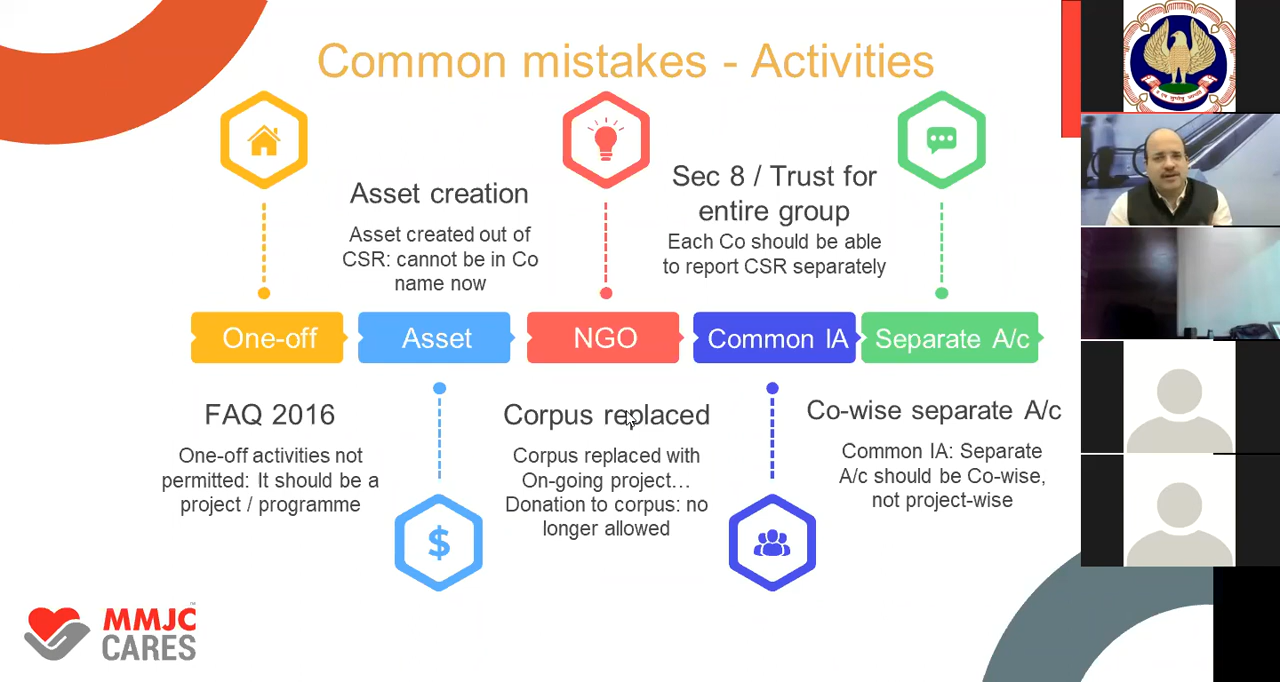 Common mistakes - Activities
Asset creation
Asset created out of
CSR: cannot be in Co
name now
Sec 8 / Trust for
entire group
Each Co should be able
to report CSR separately
One-off
Asset
NGO
Common IA
Separate A/c
FAQ 2016
One-off activities not
permitted: It should be a
project / programme
Corpus replaced
Corpus replaced with
On-going project...
Donation to corpus: no
longer allowed
Co-wise separate A/c
Common IA: Separate
A/c should be Co-wise,
not project-wise
$
MMJC
CARES